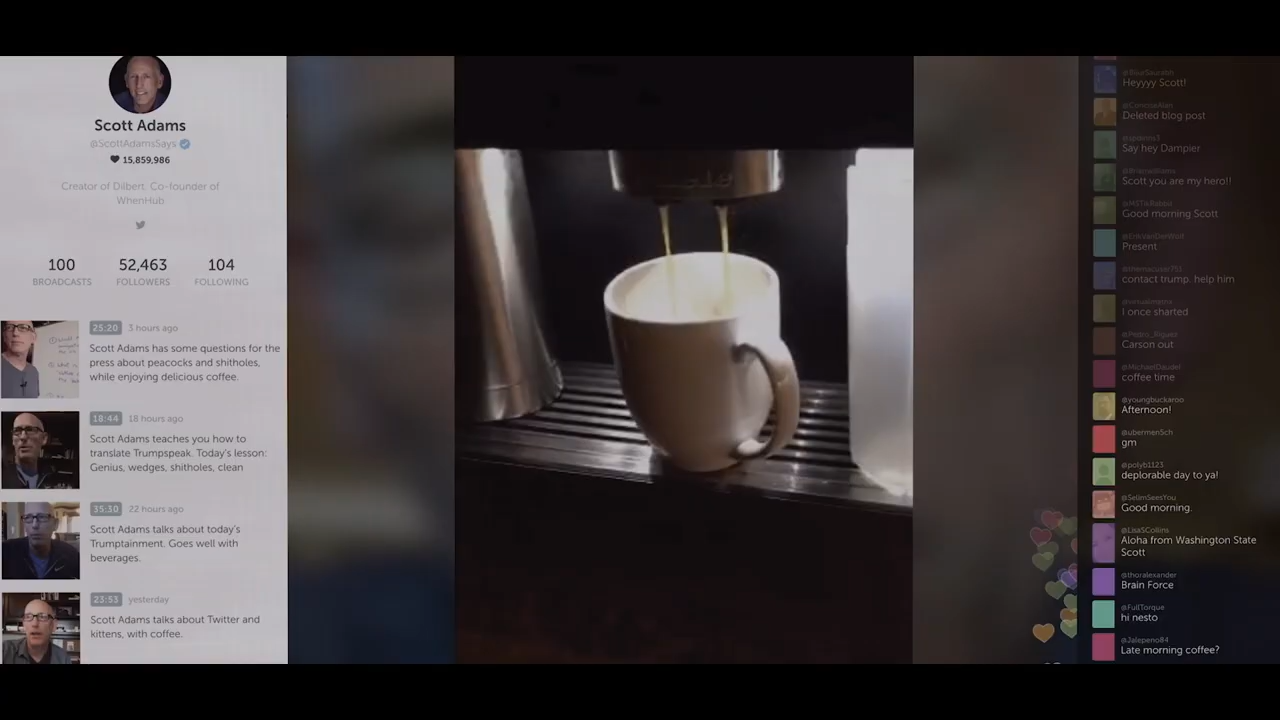 Scott Adams
@ScottAdamsSays
15,859,986
Creator of Dilbert. Co-founder of
WhenHub
100
BROADCASTS
52,463
FOLLOWERS
104
FOLLOWING
25:20 3 hours ago
Scott Adams has some questions for the
press about peacocks and shitholes,
while enjoying delicious coffee.
18:44 18 hours ago
Scott Adams teaches you how to
translate Trumpspeak. Today's lesson:
Genius, wedges, shitholes, clean
35:30 22 hours ago
Scott Adams talks about today's
Trumptainment. Goes well with
beverages.
23:53 yesterday
Scott Adams talks about Twitter and
kittens, with coffee.
Heyyyy Scott!
Deleted blog post
Say hey Dampier
Scott you are my hero!!
Good morning Scott
@ErikVanDerWolf
Present
contact trump. help him
I once sharted
Carson out
@MichaelDaudel
coffee time
@youngbuckaroo
Afternoon!
@ubermen5ch
gm
@polyb1123
deplorable day to ya!
@SelimSeesYou
Good morning.
@LisaSCollins
Aloha from Washington State
Scott
@thoralexander
Brain Force
@FullTorque
hi nesto
@Jalepeno84
Late morning coffee?